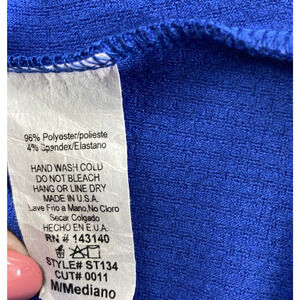 96% Polyester/polieste
4% Spandex/Elastano
HAND WASH COLD
DO NOT BLEACH
HANG OR LINE DRY
MADE IN U.S.A.
Lave Frio a Mano,No Cloro
Secar Colgado
HECHO EN E.U.A.
RN # 143140
STYLE# ST134
CUT# 0011
M/Mediano